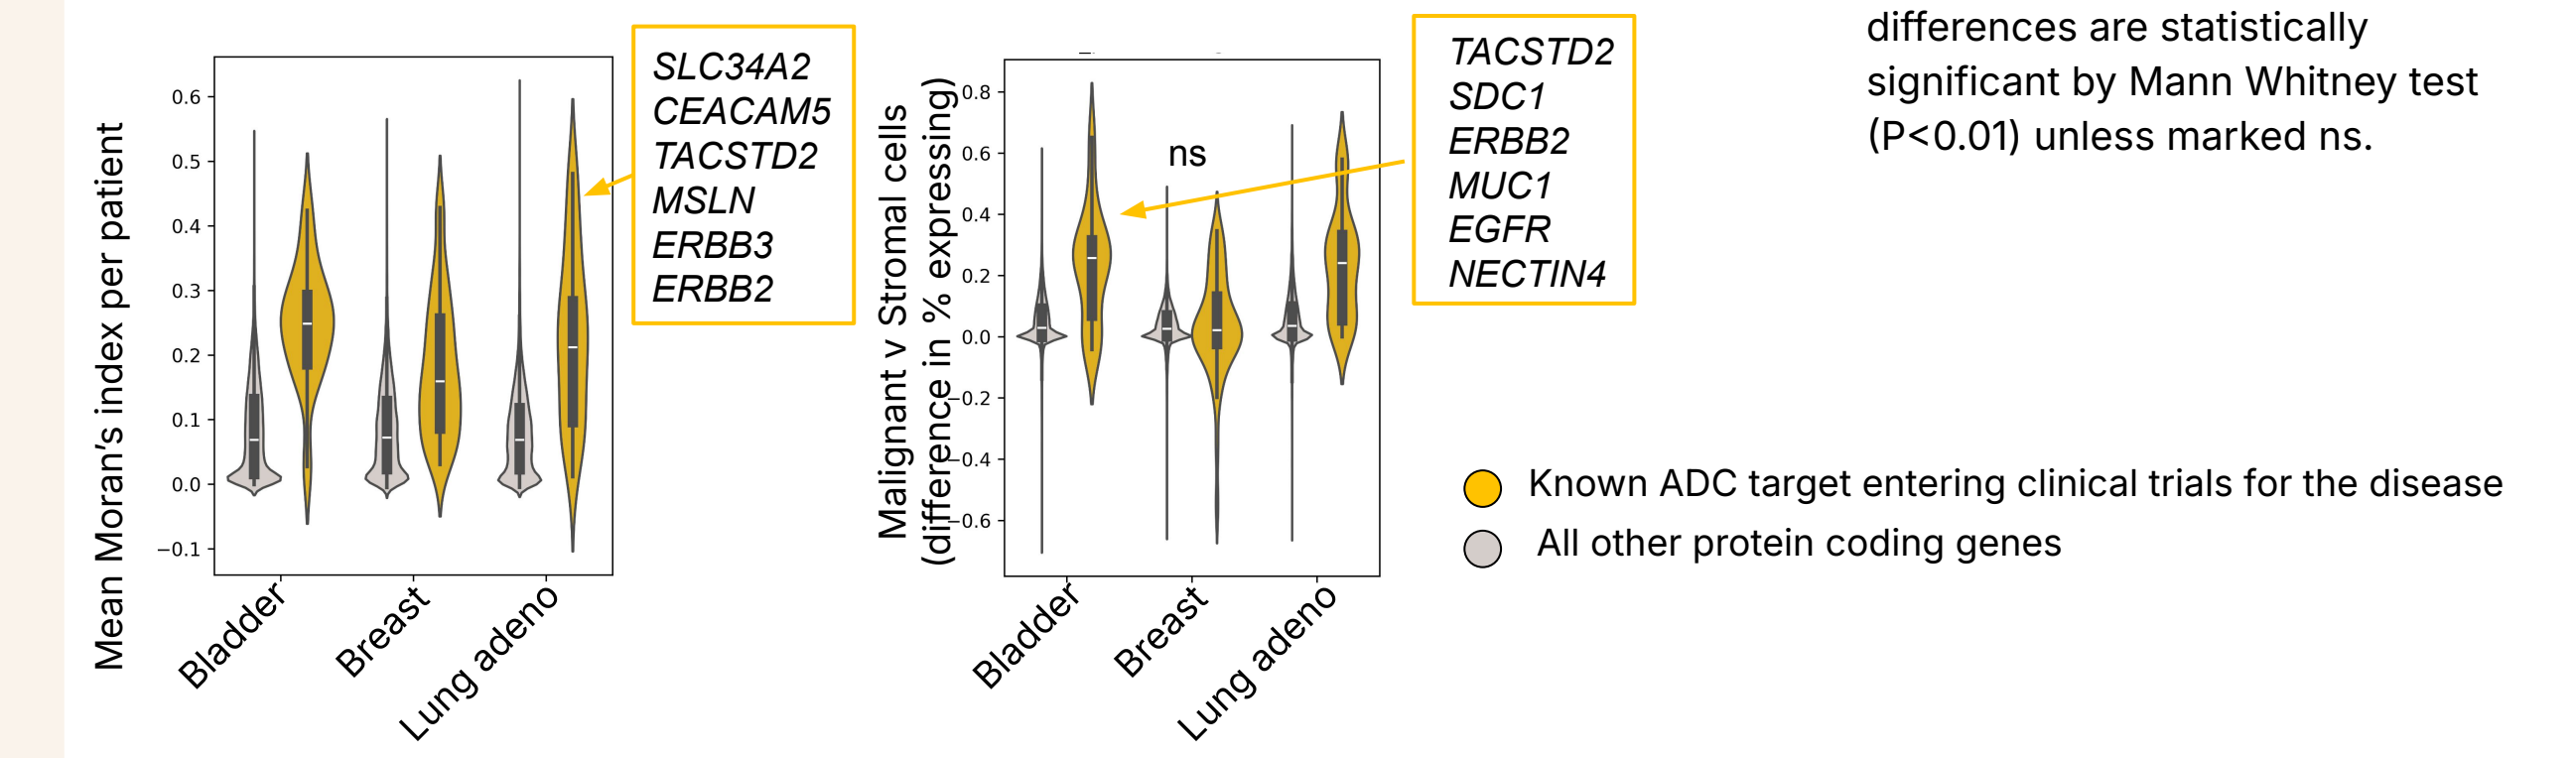 Mean Moran's index per patient
0.6
0.5
0.4
0.3
0.2
0.1
0.0
−0.1
Bladder
Breast
Lung adeno
SLC34A2
CEACAM5
TACSTD2
MSLN
ERBB3
ERBB2
Malignant v Stromal cells
(difference in % expressing)
0.8
0.6
0.4
0.2
0.0
−0.2
−0.4
−0.6
ns
Bladder
Breast
Lung adeno
TACSTD2
SDC1
ERBB2
MUC1
EGFR
NECTIN4
differences are statistically
significant by Mann Whitney test
(P<0.01) unless marked ns.
Known ADC target entering clinical trials for the disease
All other protein coding genes